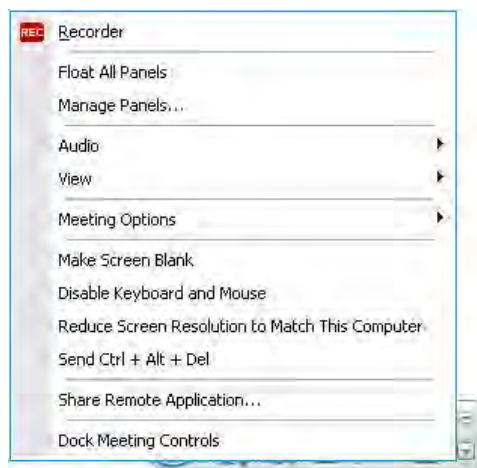 REC Recorder
Float All Panels
Manage Panels...
Audio
View
Meeting Options
Make Screen Blank
Disable Keyboard and Mouse
Reduce Screen Resolution to Match This Computer
Send Ctrl + Alt + Del
Share Remote Application...
Dock Meeting Controls